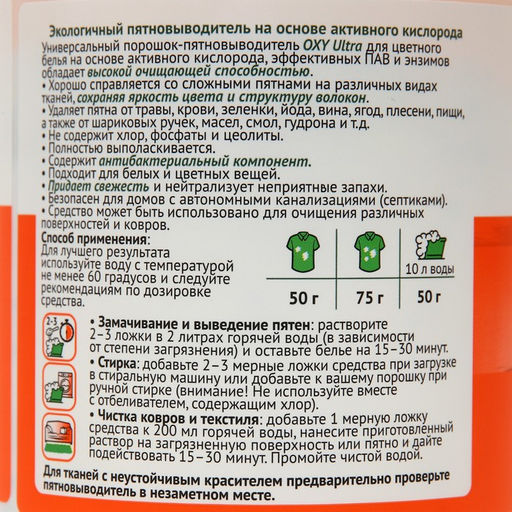 Экологичный пятновыводитель на основе активного кислорода
Универсальный порошок-пятновыводитель OXY Ultra для цветного
белья на основе активного кислорода, эффективных ПАВ и энзимов
обладает высокой очищающей способностью.
• Хорошо справляется со сложными пятнами на различных видах
тканей, сохраняя яркость цвета и структуру волокон.
• Удаляет пятна от травы, крови, зеленки, йода, вина, ягод, плесени, пищи,
а также от шариковых ручек, масел, смол, гудрона и т.д.
• Не содержит хлор, фосфаты и цеолиты.
• Полностью выполаскивается.
• Содержит антибактериальный компонент.
• Подходит для белых и цветных вещей.
• Придает свежесть и нейтрализует неприятные запахи.
• Безопасен для домов с автономными канализациями (септиками).
• Средство может быть использовано для очищения различных
поверхностей и ковров.
Способ применения:
Для лучшего результата
используйте воду с температурой
не менее 60 градусов и следуйте
рекомендациям по дозировке
средства.
10 л воды
50 г 75 г 50 г
2-3
• Замачивание и выведение пятен: растворите
2–3 ложки в 2 литрах горячей воды (в зависимости
от степени загрязнения) и оставьте белье на 15–30 минут.
• Стирка: добавьте 2–3 мерные ложки средства при загрузке
в стиральную машину или добавьте к вашему порошку при
ручной стирке (внимание! Не используйте вместе
с отбеливателем, содержащим хлор).
• Чистка ковров и текстиля: добавьте 1 мерную ложку
средства к 200 мл горячей воды, нанесите приготовленный
раствор на загрязненную поверхность или пятно и дайте
подействовать 15–30 минут. Промойте чистой водой.
Для тканей с неустойчивым красителем предварительно проверьте
пятновыводитель в незаметном месте.